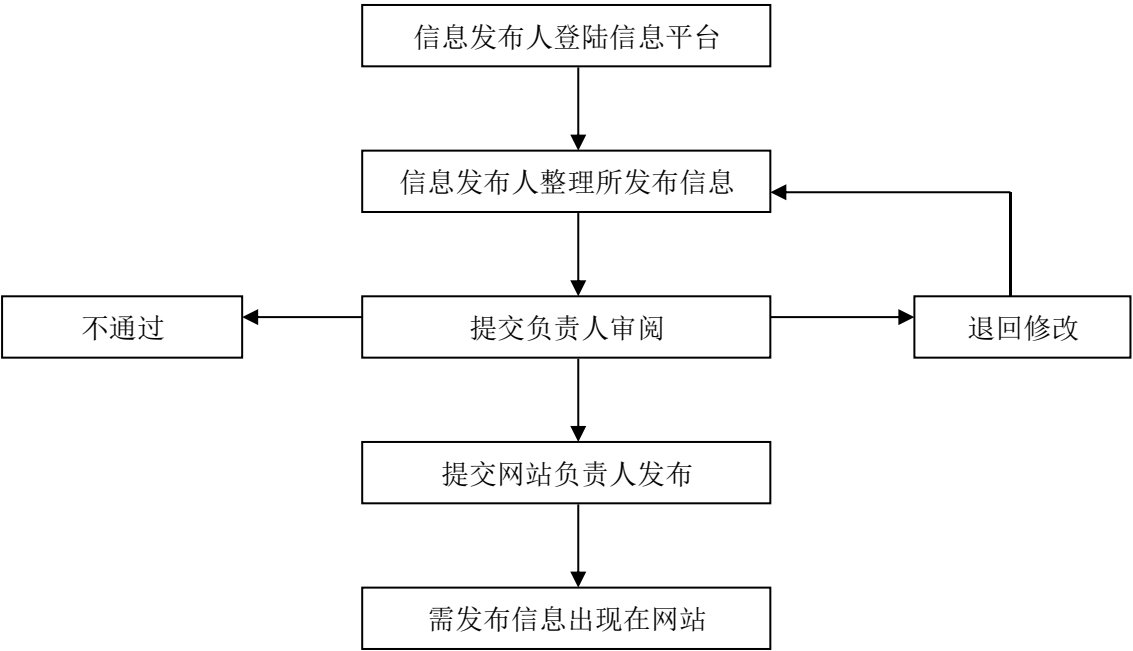 信息发布人登陆信息平台
信息发布人整理所发布信息
不通过
提交负责人审阅
退回修改
提交网站负责人发布
需发布信息出现在网站